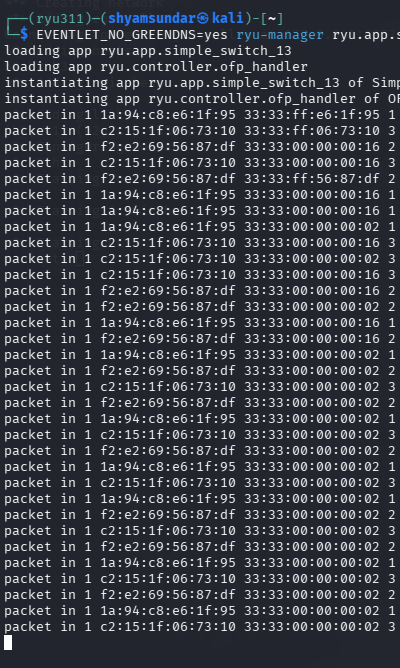 ┌──(ryu311)─(shyamsundar㉿kali)-[~]
└─$ EVENTLET_NO_GREENDNS=yes ryu-manager ryu.app.s
loading app ryu.app.simple_switch_13
loading app ryu.controller.ofp_handler
instantiating app ryu.app.simple_switch_13 of Sim
instantiating app ryu.controller.ofp_handler of OF
packet in 1 1a:94:c8:e6:1f:95 33:33:ff:e6:1f:95 1
packet in 1 c2:15:1f:06:73:10 33:33:ff:06:73:10 3
packet in 1 f2:e2:69:56:87:df 33:33:00:00:00:16 2
packet in 1 c2:15:1f:06:73:10 33:33:00:00:00:16 3
packet in 1 f2:e2:69:56:87:df 33:33:ff:56:87:df 2
packet in 1 1a:94:c8:e6:1f:95 33:33:00:00:00:16 1
packet in 1 1a:94:c8:e6:1f:95 33:33:00:00:00:16 1
packet in 1 1a:94:c8:e6:1f:95 33:33:00:00:00:02 1
packet in 1 c2:15:1f:06:73:10 33:33:00:00:00:16 3
packet in 1 c2:15:1f:06:73:10 33:33:00:00:00:02 3
packet in 1 c2:15:1f:06:73:10 33:33:00:00:00:16 3
packet in 1 f2:e2:69:56:87:df 33:33:00:00:00:16 2
packet in 1 f2:e2:69:56:87:df 33:33:00:00:00:02 2
packet in 1 1a:94:c8:e6:1f:95 33:33:00:00:00:16 1
packet in 1 f2:e2:69:56:87:df 33:33:00:00:00:16 2
packet in 1 1a:94:c8:e6:1f:95 33:33:00:00:00:02 1
packet in 1 f2:e2:69:56:87:df 33:33:00:00:00:02 2
packet in 1 c2:15:1f:06:73:10 33:33:00:00:00:02 3
packet in 1 f2:e2:69:56:87:df 33:33:00:00:00:02 2
packet in 1 1a:94:c8:e6:1f:95 33:33:00:00:00:02 1
packet in 1 c2:15:1f:06:73:10 33:33:00:00:00:02 3
packet in 1 f2:e2:69:56:87:df 33:33:00:00:00:02 2
packet in 1 1a:94:c8:e6:1f:95 33:33:00:00:00:02 1
packet in 1 c2:15:1f:06:73:10 33:33:00:00:00:02 3
packet in 1 1a:94:c8:e6:1f:95 33:33:00:00:00:02 1
packet in 1 f2:e2:69:56:87:df 33:33:00:00:00:02 2
packet in 1 c2:15:1f:06:73:10 33:33:00:00:00:02 3
packet in 1 f2:e2:69:56:87:df 33:33:00:00:00:02 2
packet in 1 1a:94:c8:e6:1f:95 33:33:00:00:00:02 1
packet in 1 c2:15:1f:06:73:10 33:33:00:00:00:02 3
packet in 1 f2:e2:69:56:87:df 33:33:00:00:00:02 2
packet in 1 1a:94:c8:e6:1f:95 33:33:00:00:00:02 1
packet in 1 c2:15:1f:06:73:10 33:33:00:00:00:02 3